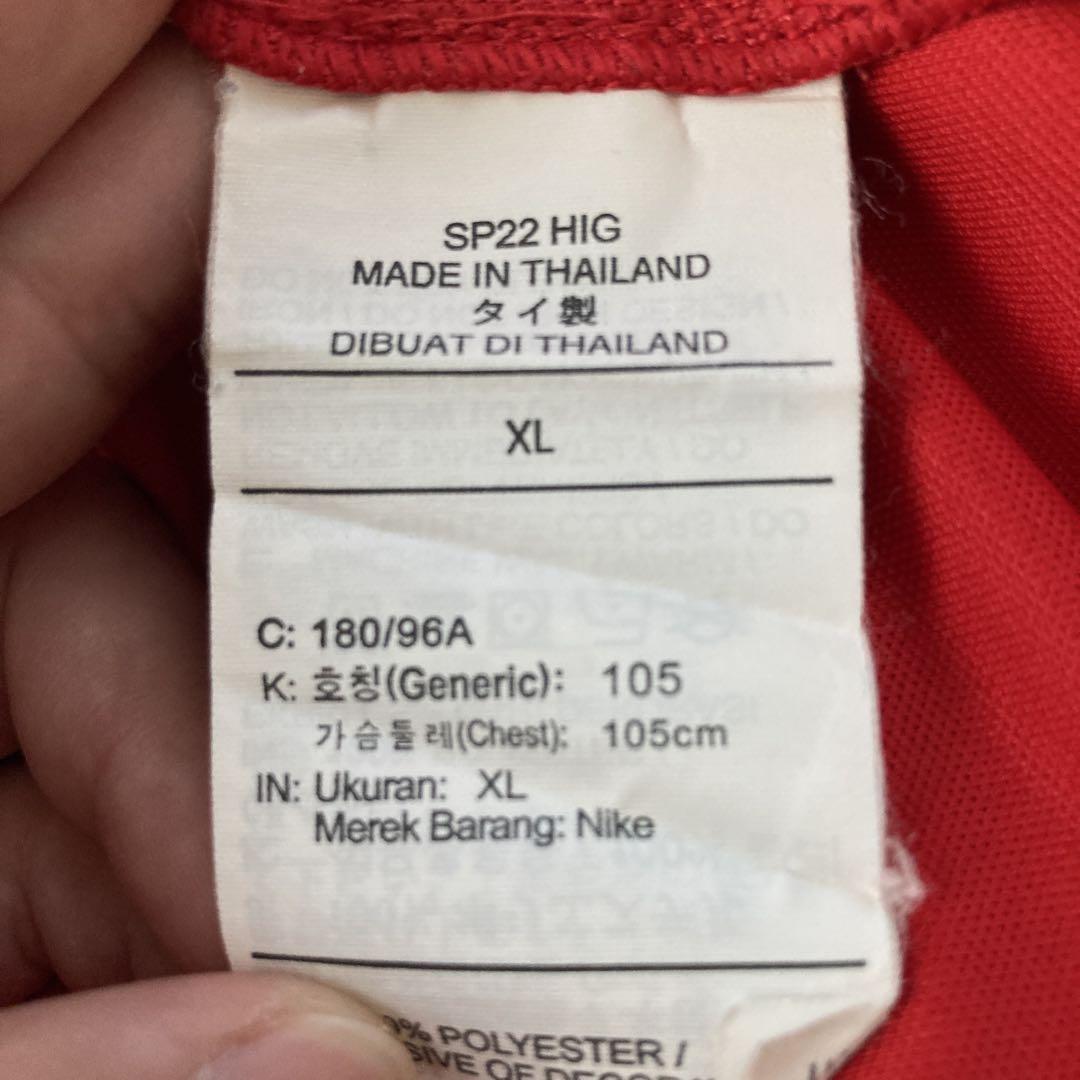 SP22 HIG
MADE IN THAILAND
タイ製
DIBUAT DI THAILAND
XL
C: 180/96A
K: 호칭(Generic): 105
가슴둘레(Chest): 105cm
IN: Ukuran: XL
Merek Barang: Nike
% POLYESTER /